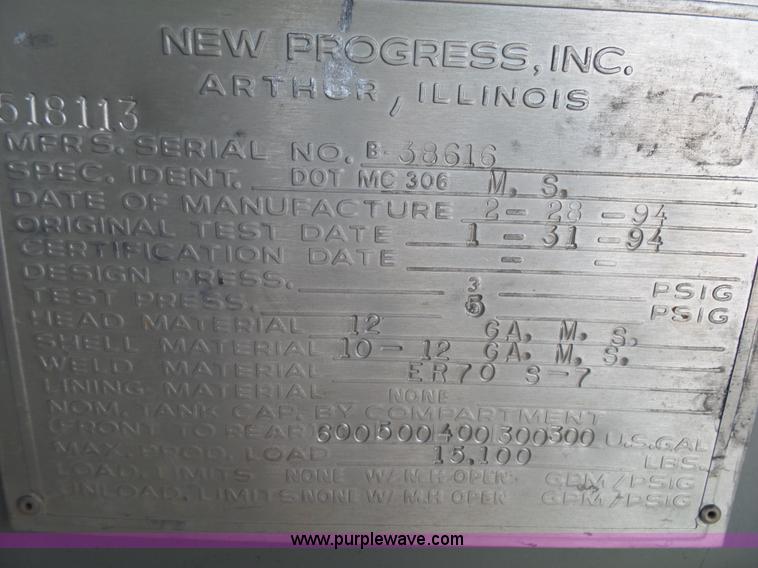 NEW PROGRESS, INC.
ARTHUR, ILLINOIS
518113
MFRS. SERIAL NO. B-38616
SPEC. IDENT. DOT MC 306 M. S.
DATE OF MANUFACTURE 2-28-94
ORIGINAL TEST DATE 1-31-94
CERTIFICATION DATE - -
DESIGN PRESS. 3 PSIG
TEST PRESS. 5 PSIG
HEAD MATERIAL 12 GA. M. S.
SHELL MATERIAL 10-12 GA. M. S.
WELD MATERIAL ER70 S-7
LINING MATERIAL NONE
NOM. TANK CAP. BY COMPARTMENT
FRONT TO REAR 600|500|400|300|300 U.S.GAL
MAX. PROD. LOAD 15,100 LBS.
LOAD. LIMITS NONE W/M.H OPEN GPM/PSIG
UNLOAD. LIMITS NONE W/M.H OPEN GPM/PSIG
www.purplewave.com